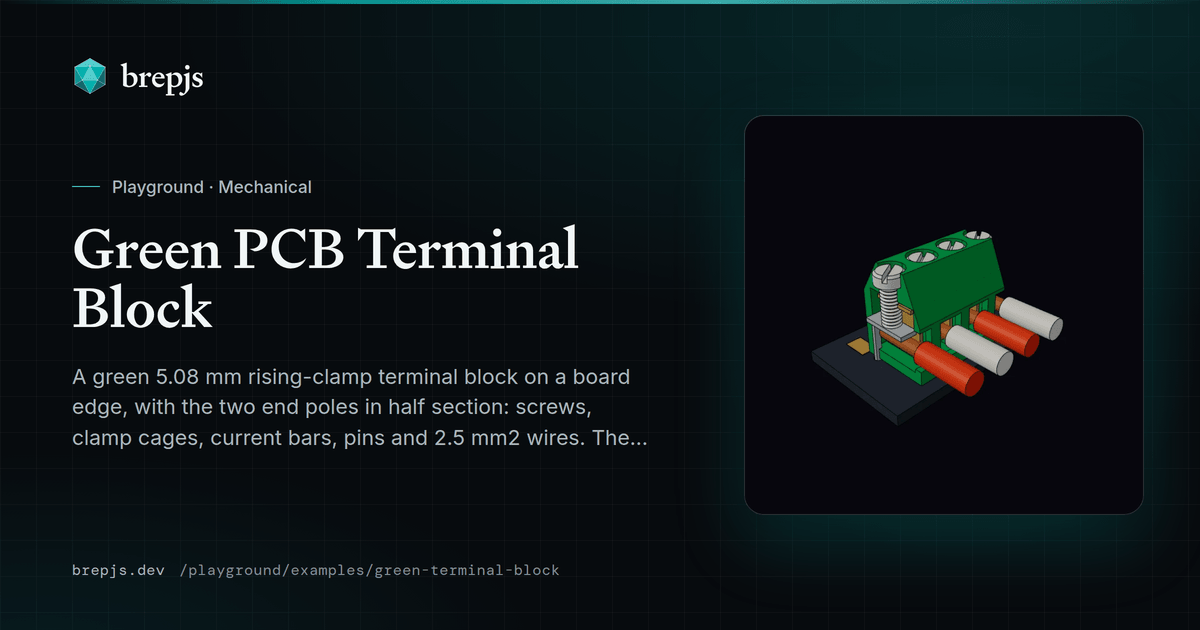 brepjs
Playground · Mechanical
Green PCB Terminal
Block
A green 5.08 mm rising-clamp terminal block on a board
edge, with the two end poles in half section: screws,
clamp cages, current bars, pins and 2.5 mm2 wires. The...
brepjs.dev /playground/examples/green-terminal-block